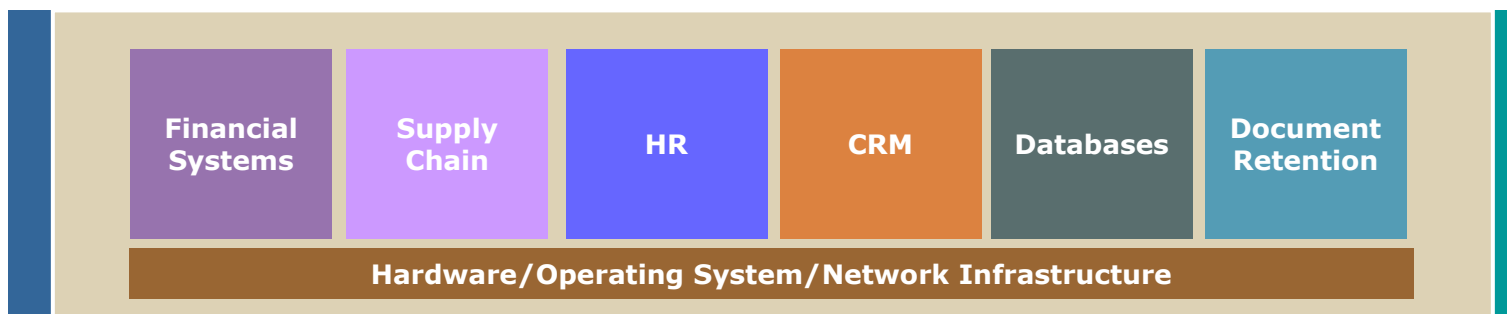 Financial
Systems
Supply
Chain
HR
CRM
Databases
Document
Retention
Hardware/Operating System/Network Infrastructure